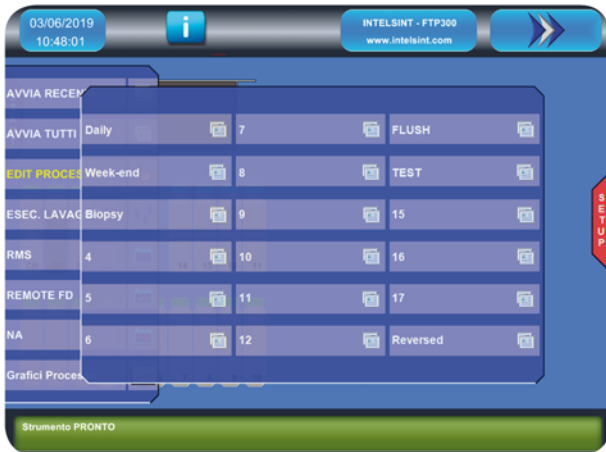 03/06/2019
10:48:01
i
INTELSINT - FTP300
www.intelsint.com
AVVIA RECEN
AVVIA TUTTI
EDIT PROCES
ESEC. LAVAG
RMS
REMOTE FD
NA
Grafici Proces
Daily
7
FLUSH
Week-end
8
TEST
Biopsy
9
15
4
10
16
5
11
17
6
12
Reversed
SETUP
Strumento PRONTO